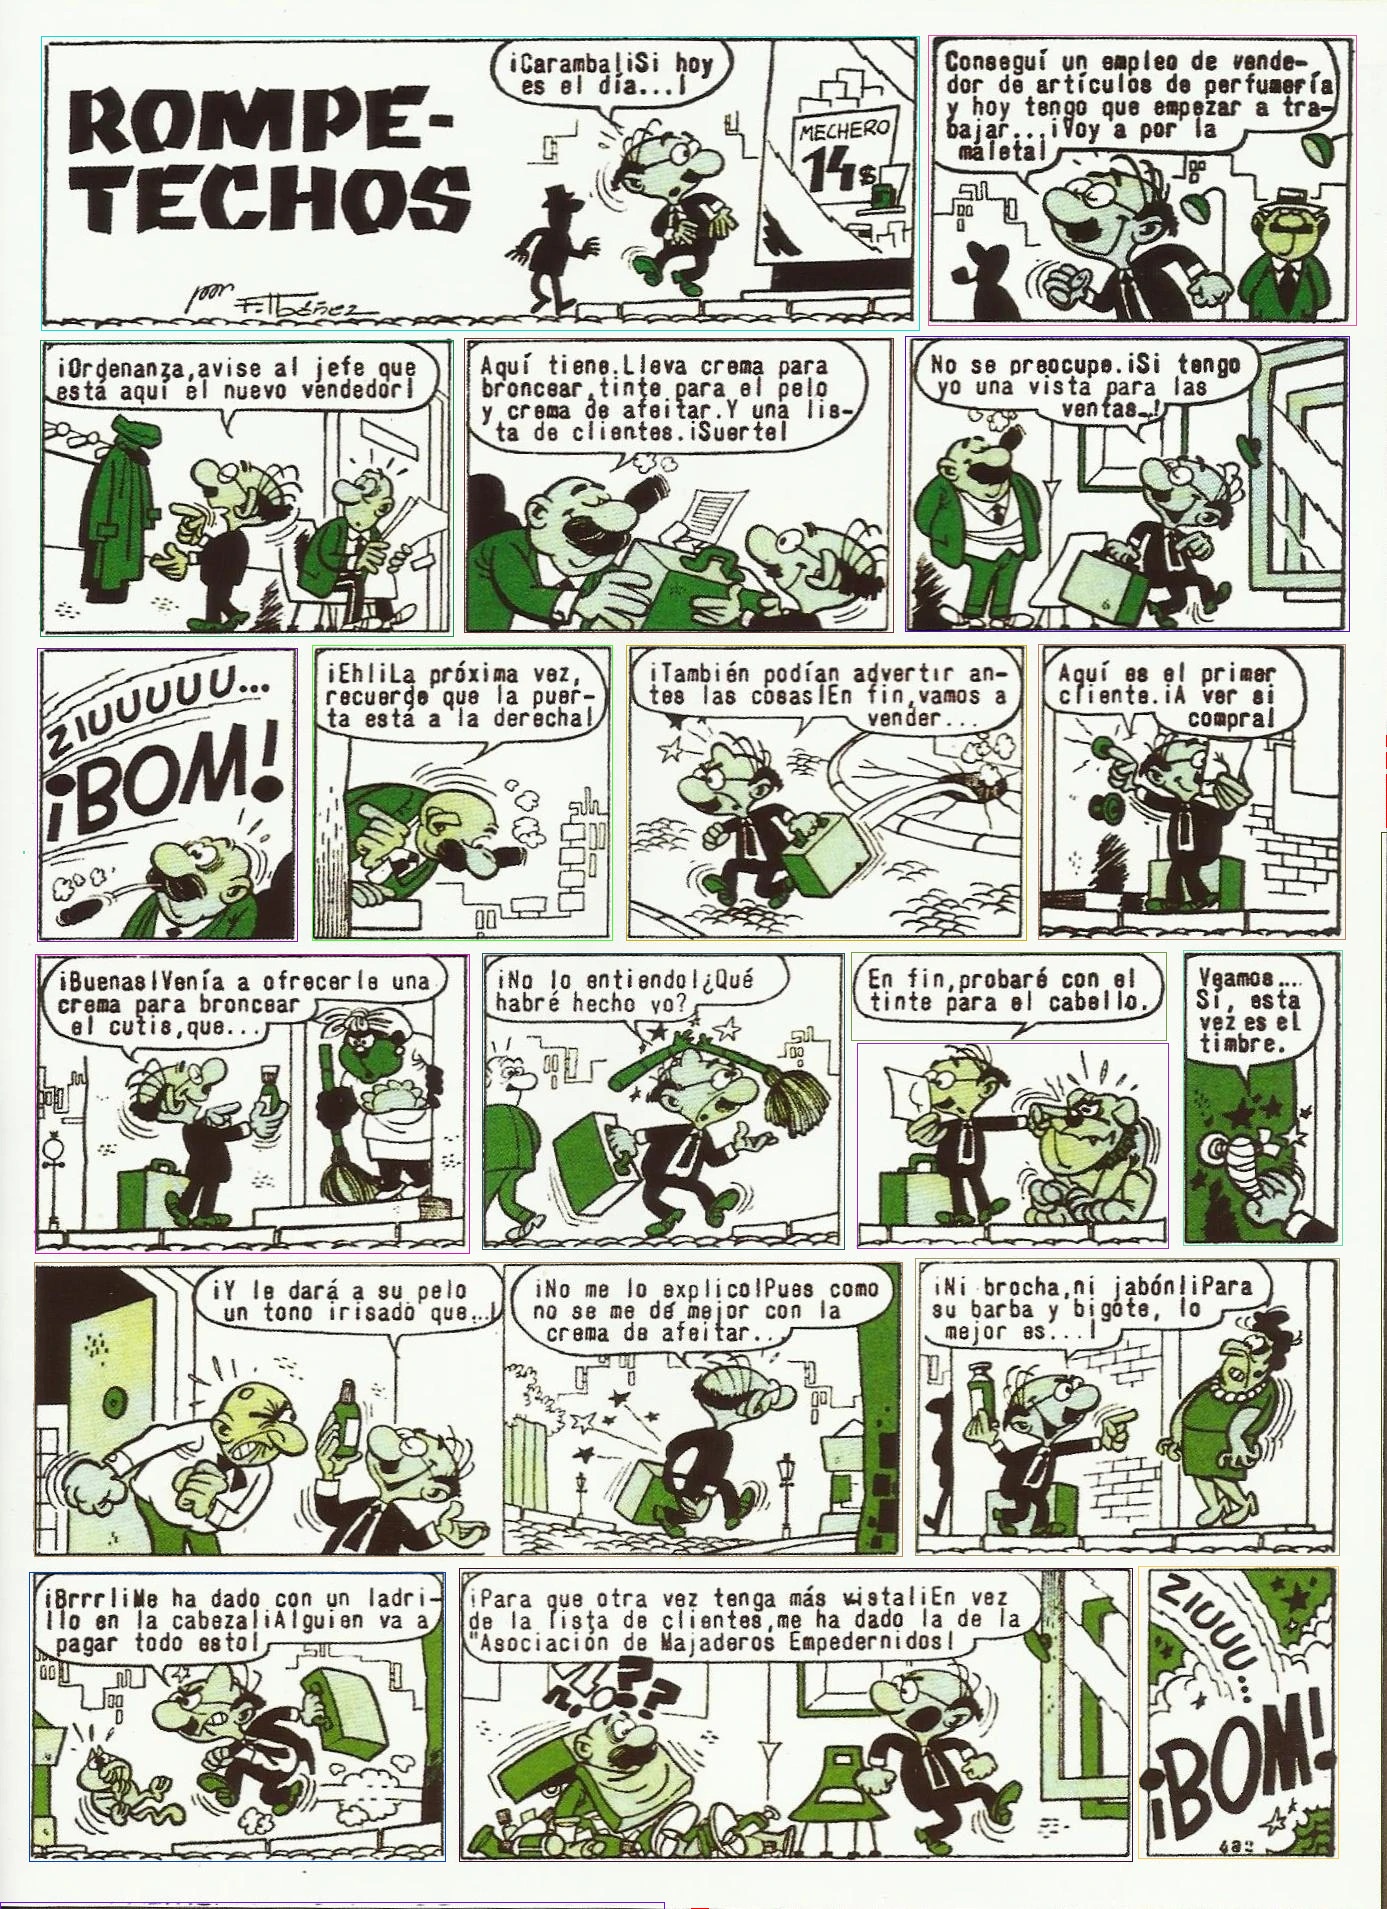 ROMPE-
TECHOS
por
F. Ibáñez
¡Caramba!¡Si hoy
es el día...!
MECHERO
14$
Conseguí un empleo de vende-
dor de artículos de perfumería
y hoy tengo que empezar a tra-
bajar...¡Voy a por la
maleta!
¡Ordenanza,avise al jefe que
está aquí el nuevo vendedor!
Aquí tiene.Lleva crema para
broncear,tinte para el pelo
y crema de afeitar.Y una lis-
ta de clientes.¡Suerte!
No se preocupe.¡Si tengo
yo una vista para las
ventas..!
ZIUUUUU...
¡BOM!
¡Eh!¡La próxima vez,
recuerde que la puer-
ta está a la derecha!
¡También podían advertir an-
tes las cosas!En fin,vamos a
vender...
Aquí es el primer
cliente.¡A ver si
compra!
¡Buenas!Venía a ofrecerle una
crema para broncear
el cutis,que...
¡No lo entiendo!¿Qué
habré hecho yo?
En fin,probaré con el
tinte para el cabello.
Veamos...
Sí, esta
vez es el
timbre.
¡Y le dará a su pelo
un tono irisado que...!
¡No me lo explico!Pues como
no se me dé mejor con la
crema de afeitar...
¡Ni brocha,ni jabón!¡Para
su barba y bigote, lo
mejor es...!
¡Brrr!¡Me ha dado con un ladri-
llo en la cabeza!¡Alguien va a
pagar todo esto!
¡Para que otra vez tenga más vista!¡En vez
de la lista de clientes,me ha dado la de la
"Asociación de Majaderos Empedernidos!
?..??
ZIUUU...
¡BOM!